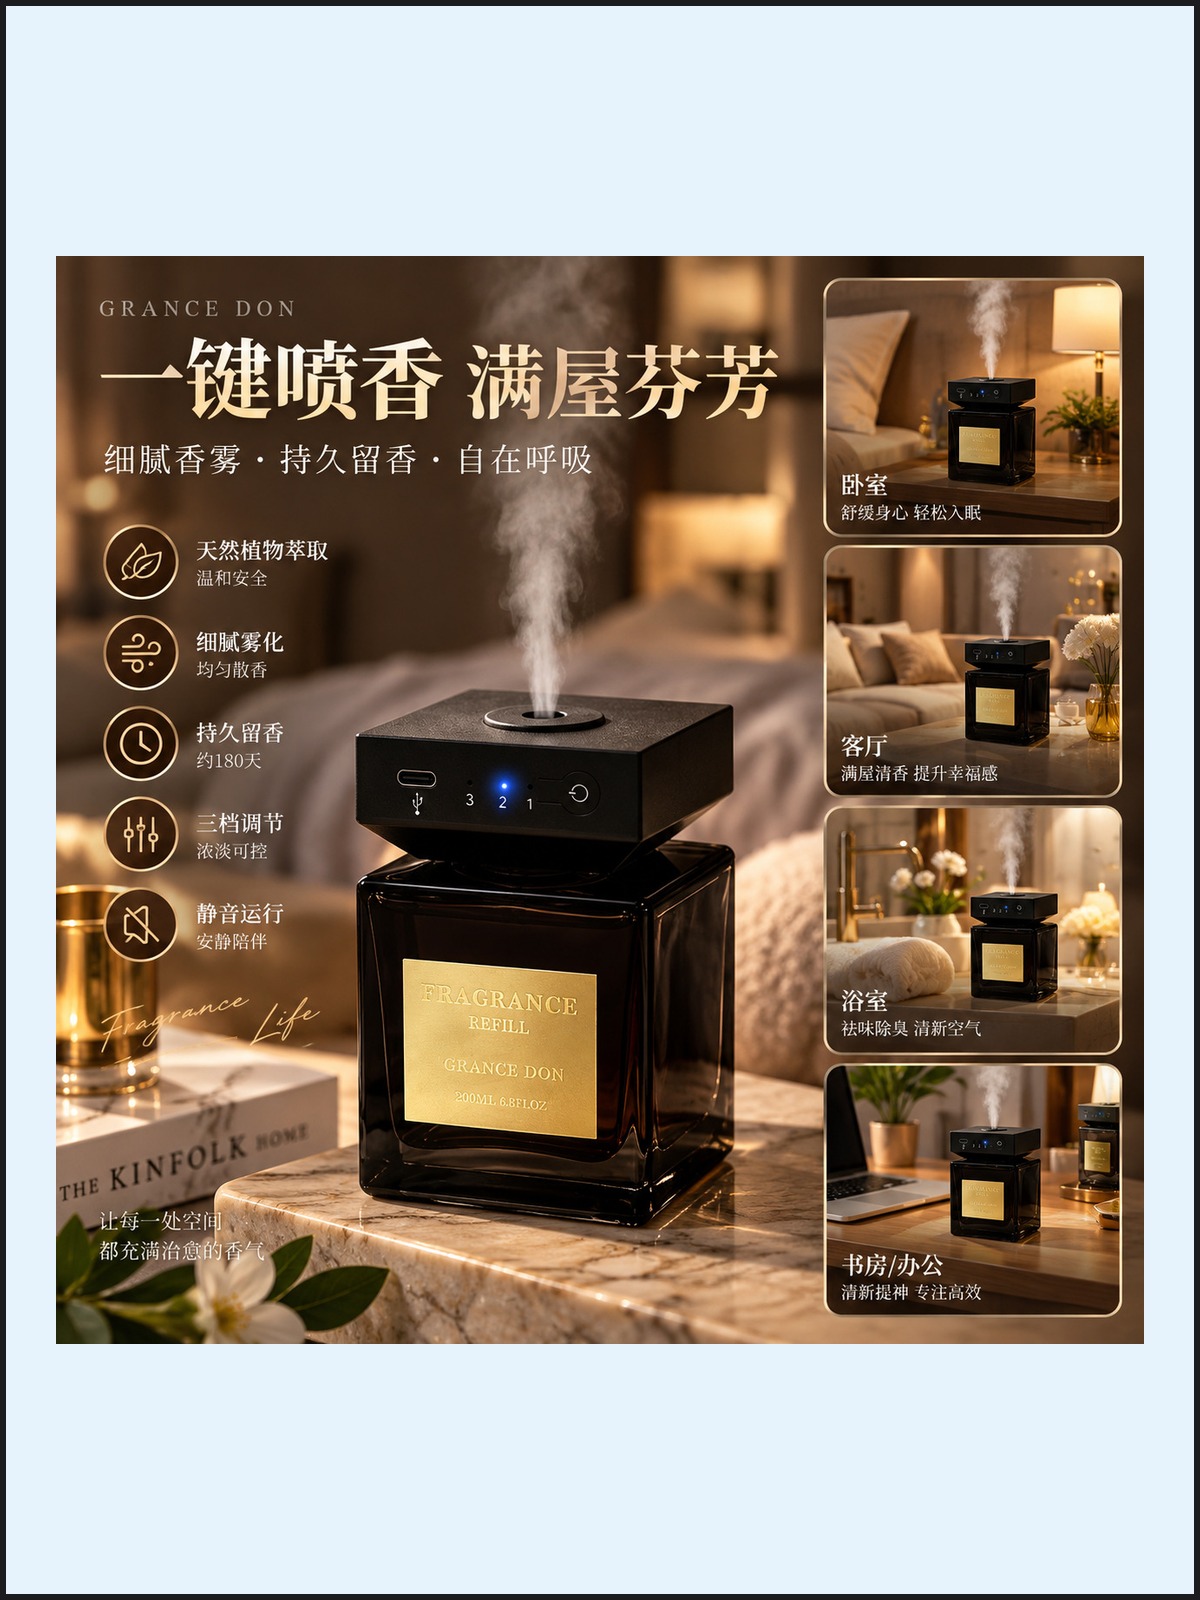 GRANCE DON
一键喷香 满屋芬芳
细腻香雾·持久留香·自在呼吸
天然植物萃取
温和安全
细腻雾化
均匀散香
持久留香
约180天
三档调节
浓淡可控
静音运行
安静陪伴
Fragrance Life
THE KINFOLK HOME
让每一处空间
都充满治愈的香气
3 2 1
FRAGRANCE
REFILL
GRANCE DON
200ML 6.8FL.OZ
卧室
舒缓身心 轻松入眠
客厅
满屋清香 提升幸福感
浴室
祛味除臭 清新空气
书房/办公
清新提神 专注高效